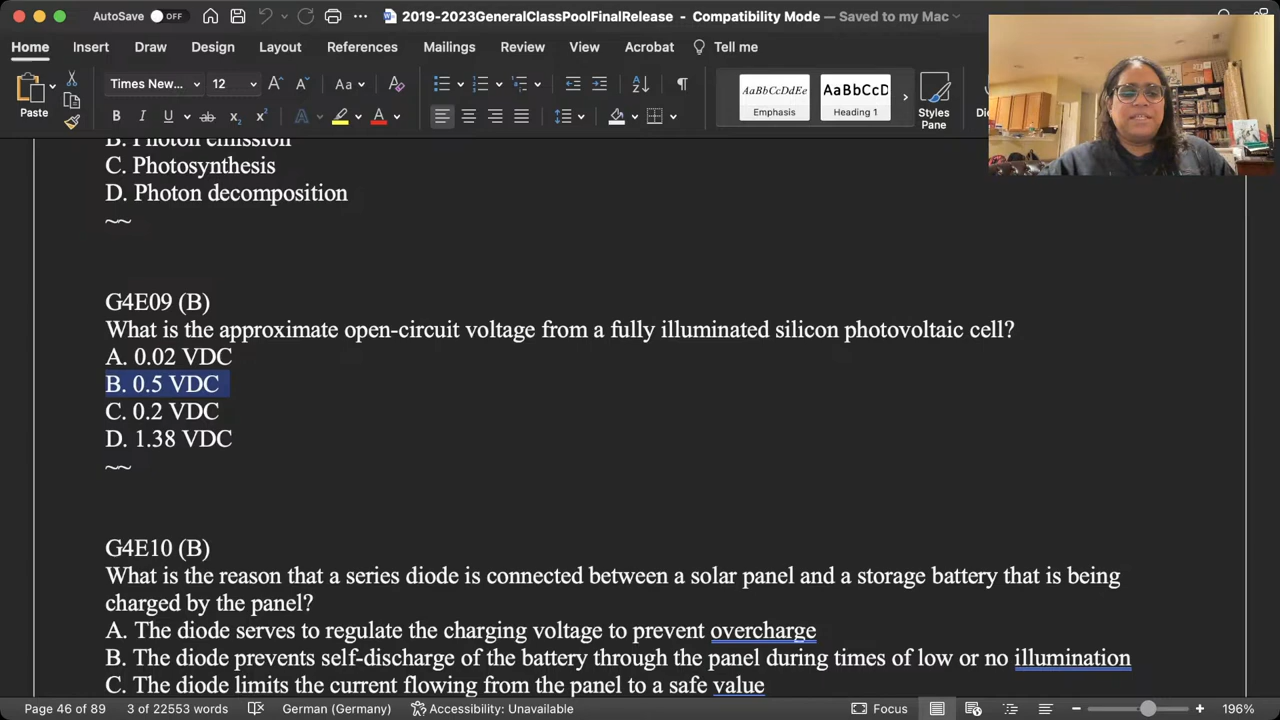 AutoSave OFF
2019-2023GeneralClassPoolFinalRelease - Compatibility Mode — Saved to my Mac
Home Insert Draw Design Layout References Mailings Review View Acrobat Tell me
Paste
Times New... 12
AaBbCcDdEe
Emphasis
AaBbCcD
Heading 1
Styles
Pane
B. Photon emission
C. Photosynthesis
D. Photon decomposition
~~
G4E09 (B)
What is the approximate open-circuit voltage from a fully illuminated silicon photovoltaic cell?
A. 0.02 VDC
B. 0.5 VDC
C. 0.2 VDC
D. 1.38 VDC
~~
G4E10 (B)
What is the reason that a series diode is connected between a solar panel and a storage battery that is being
charged by the panel?
A. The diode serves to regulate the charging voltage to prevent overcharge
B. The diode prevents self-discharge of the battery through the panel during times of low or no illumination
C. The diode limits the current flowing from the panel to a safe value
Page 46 of 89 3 of 22553 words German (Germany) Accessibility: Unavailable Focus 196%